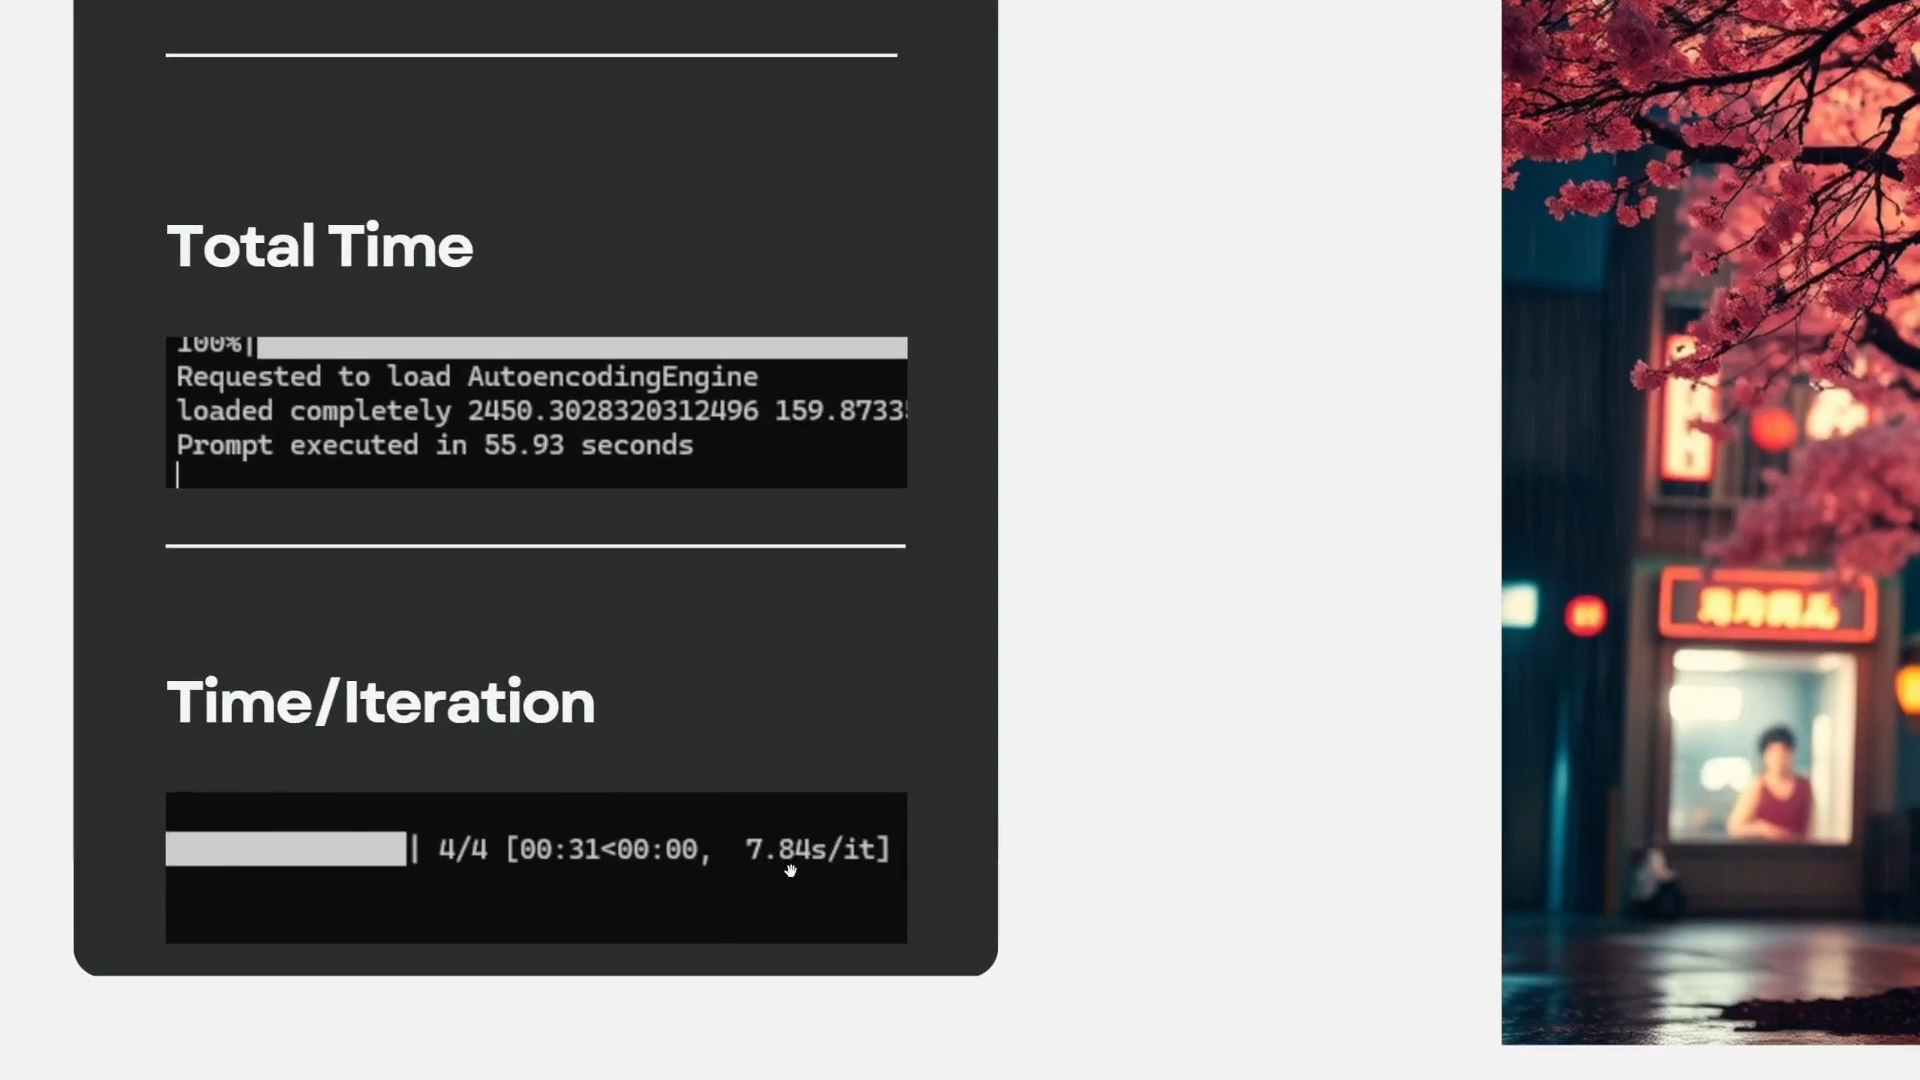 Total Time
100%|
Requested to load AutoencodingEngine
loaded completely 2450.3028320312496 159.8733
Prompt executed in 55.93 seconds
Time/Iteration
| 4/4 [00:31<00:00, 7.84s/it]